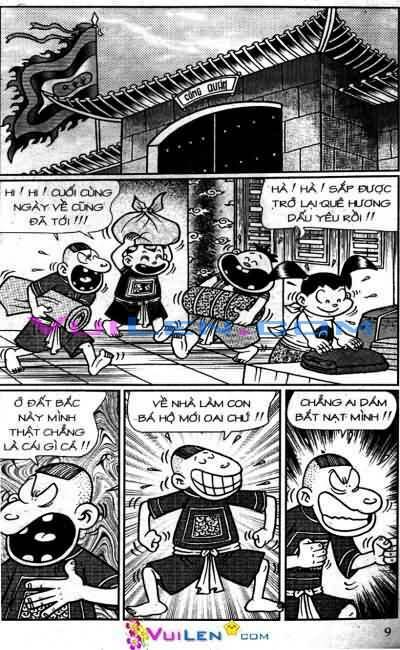 CÔNG QUÁN
HI! HI! CUỐI CÙNG
NGÀY VỀ CŨNG
ĐÃ TỚI!!!
HÀ! HÀ! SẮP ĐƯỢC
TRỞ LẠI QUÊ HƯƠNG
DẤU YÊU RỒI!!
VUILEN.COM
Ở ĐẤT BẮC
NÀY MÌNH
THẬT CHẲNG
LÀ CÁI GÌ CẢ!!
VỀ NHÀ LÀM CON
BÁ HỘ MỚI OAI CHỨ!!
CHẲNG AI DÁM
BẮT NẠT MÌNH!!
9
VUILEN.COM